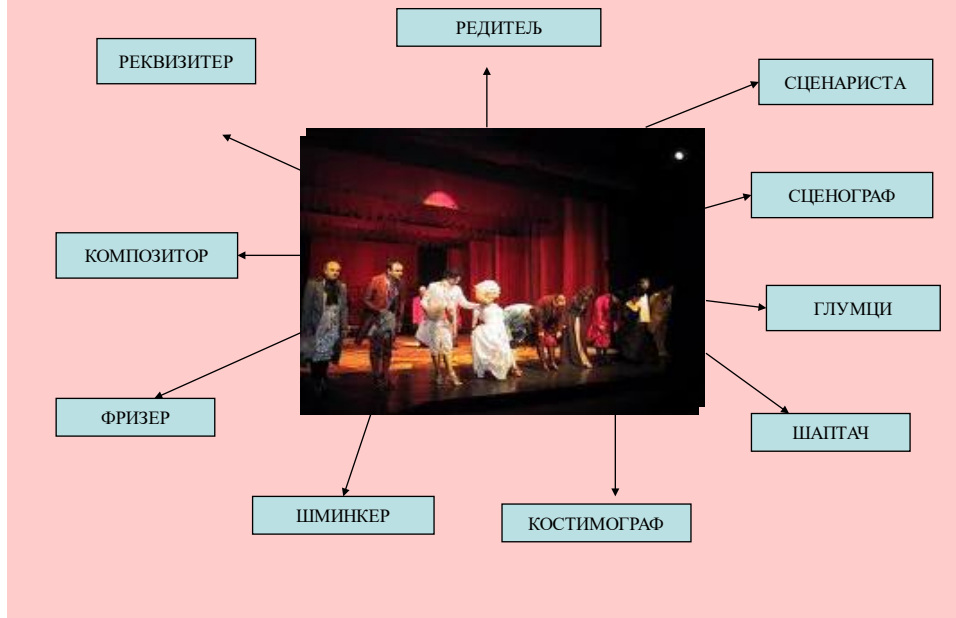 РЕДИТЕЉ
РЕКВИЗИТЕР
СЦЕНАРИСТА
СЦЕНОГРАФ
КОМПОЗИТОР
ГЛУМЦИ
ФРИЗЕР
ШАПТАЧ
ШМИНКЕР
КОСТИМОГРАФ